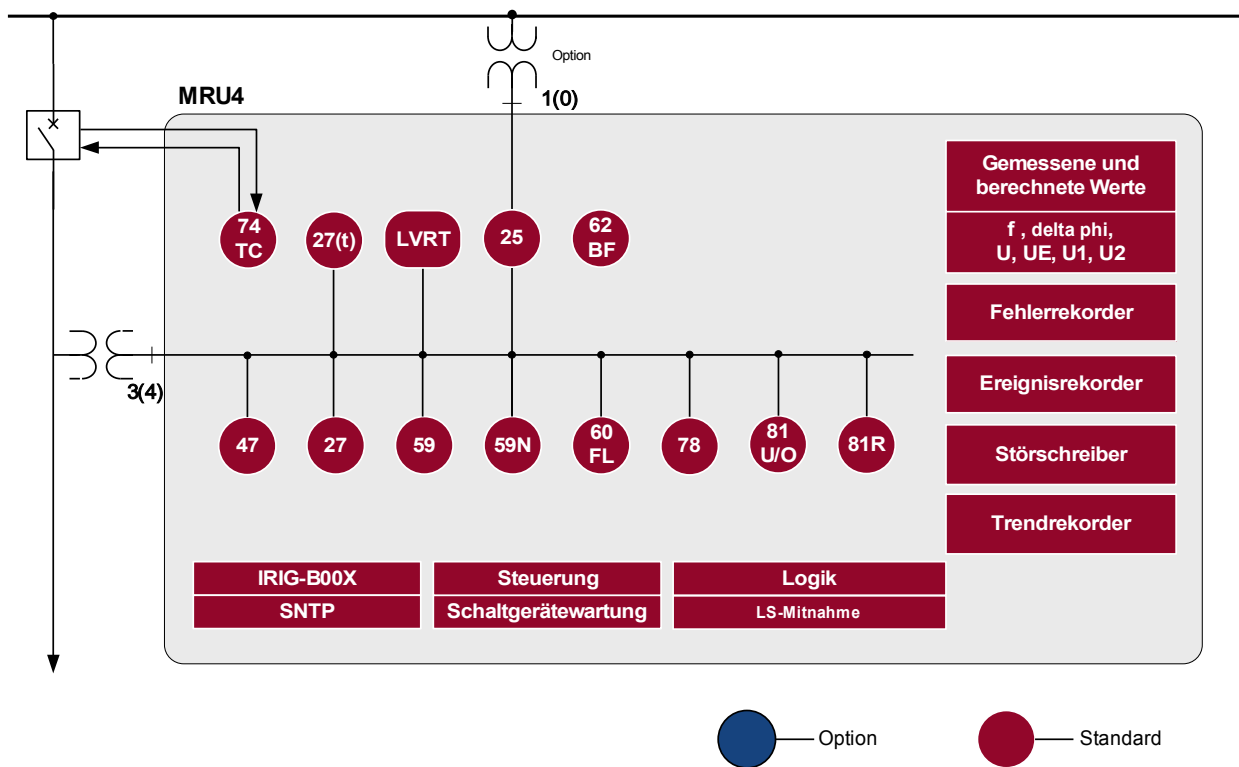 Option
1(0)
MRU4
Gemessene und
berechnete Werte
f , delta phi,
U, UE, U1, U2
74
TC
27(t)
LVRT
25
62
BF
Fehlerrekorder
3(4)
Ereignisrekorder
47
27
59
59N
60
FL
78
81
U/O
81R
Störschreiber
Trendrekorder
IRIG-B00X
SNTP
Steuerung
Schaltgerätewartung
Logik
LS-Mitnahme
Option
Standard